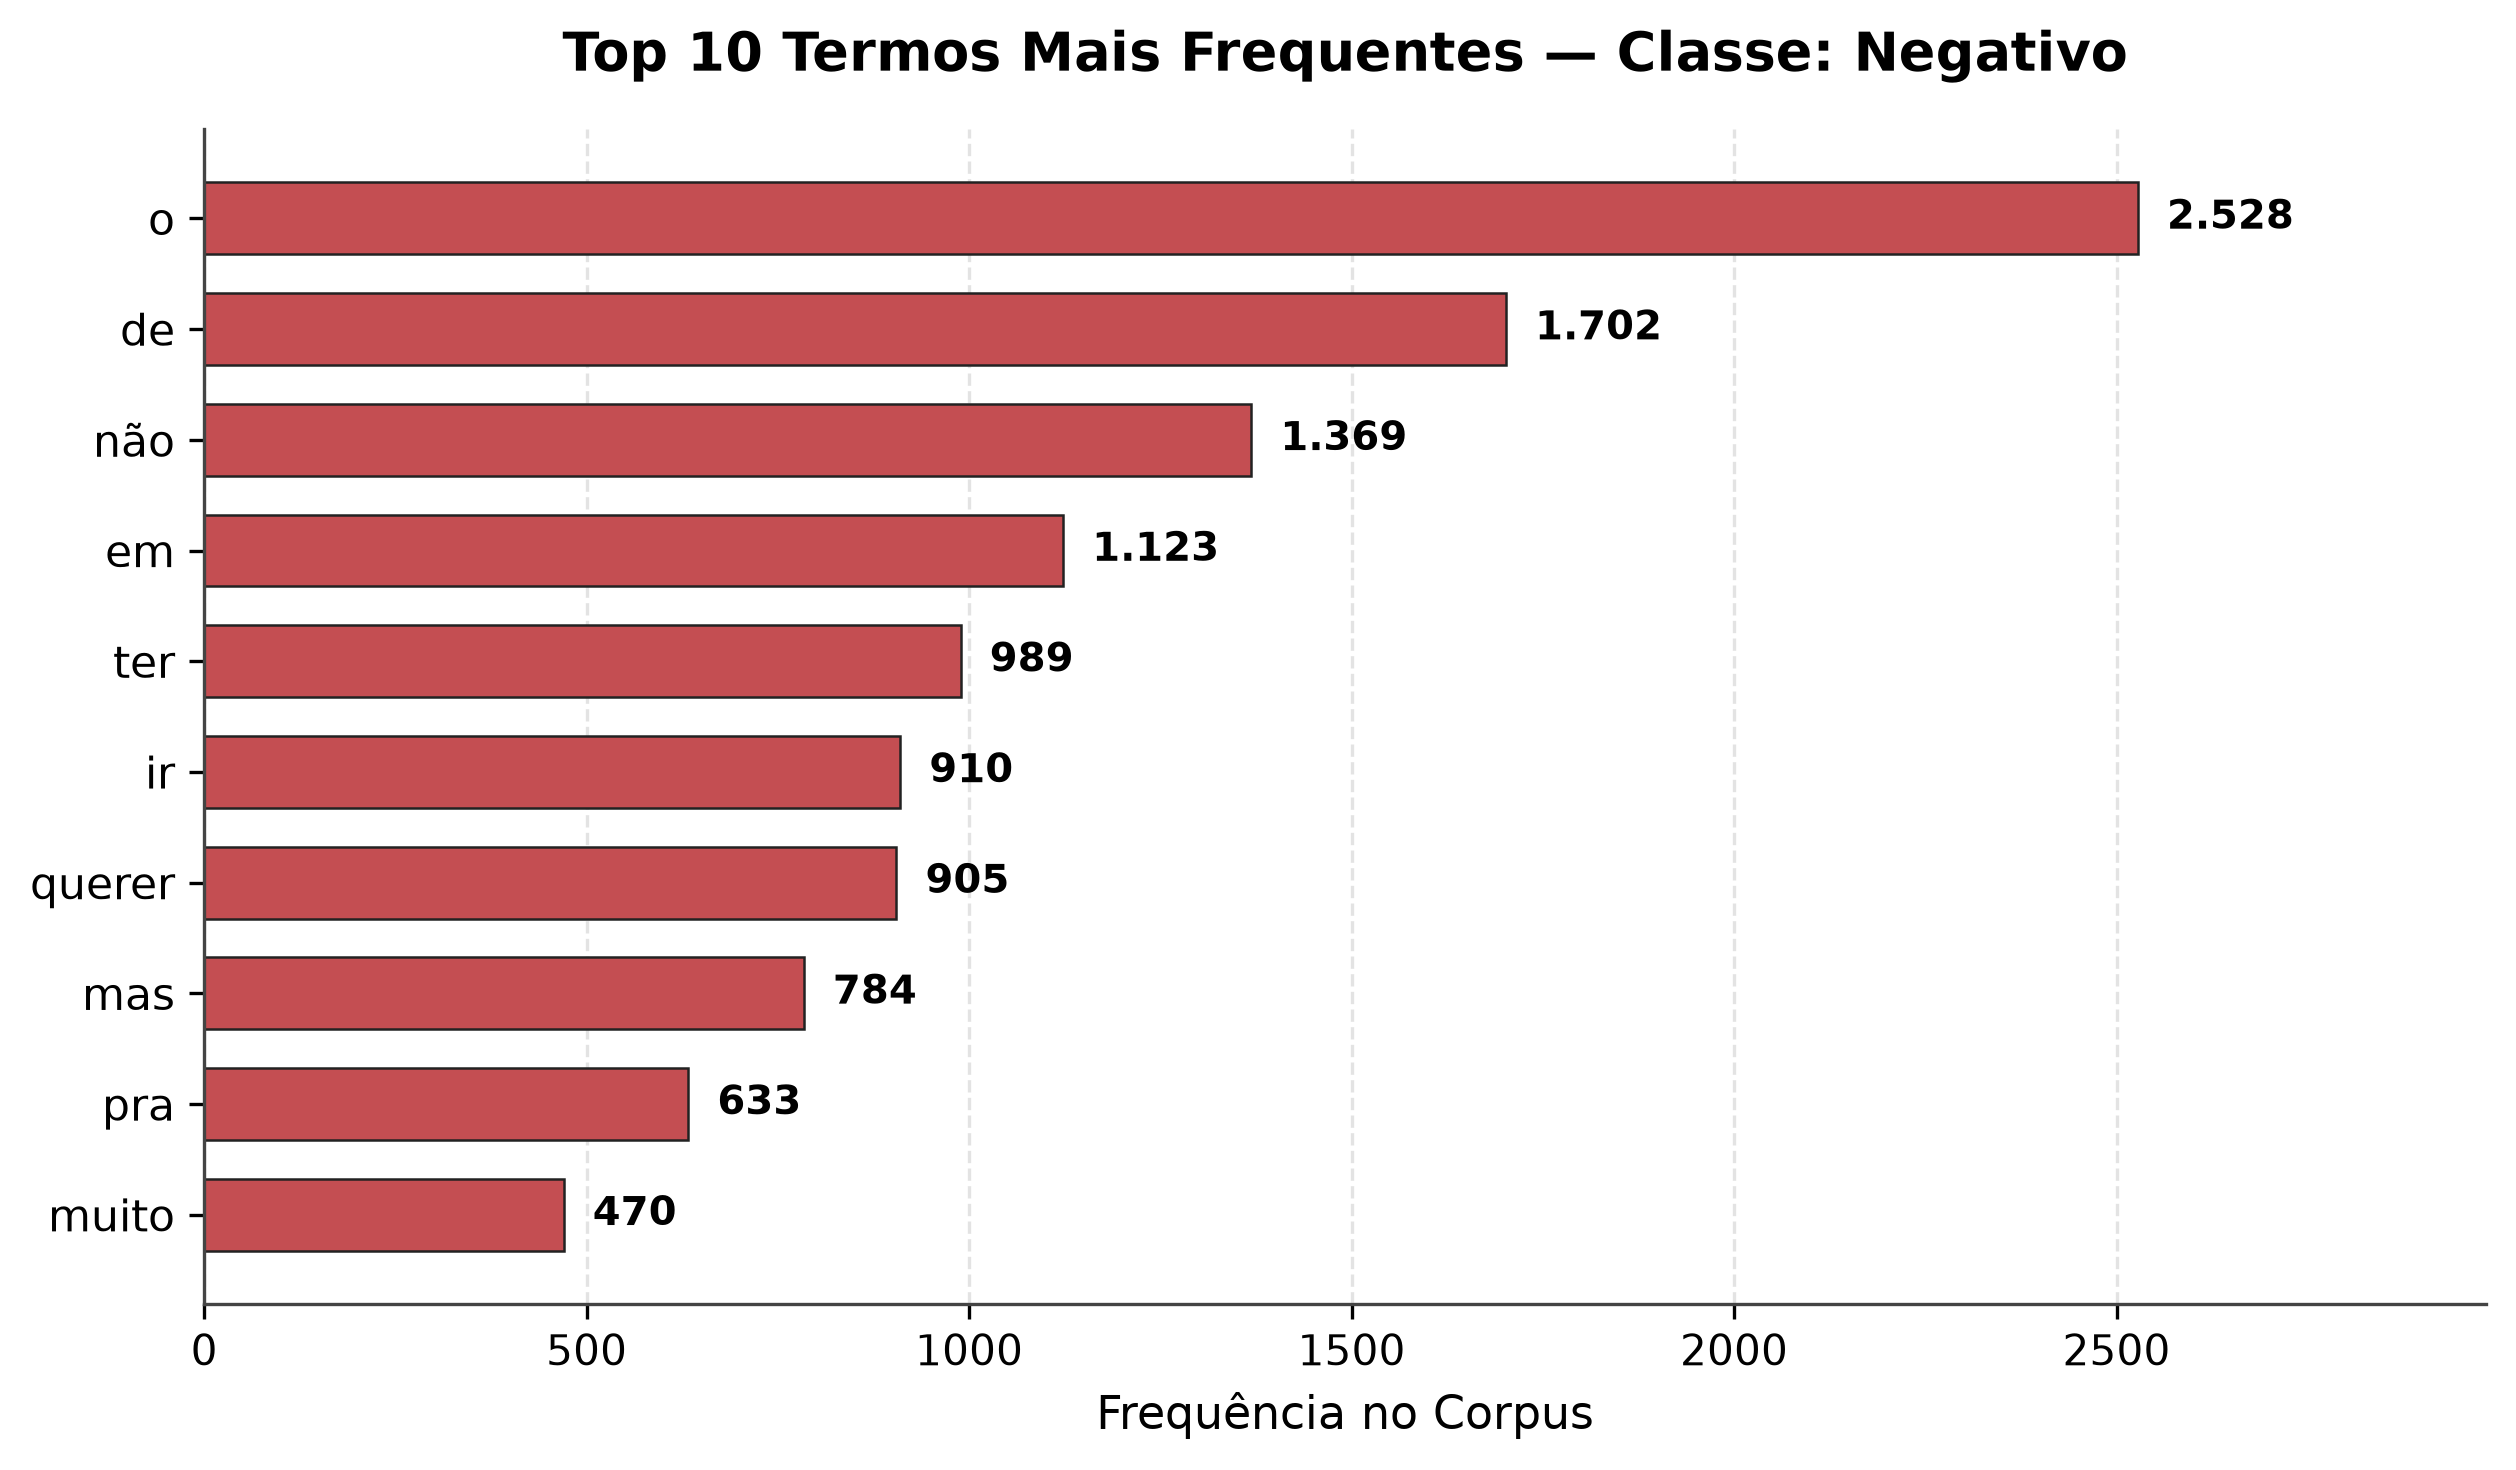 Top 10 Termos Mais Frequentes — Classe: Negativo
o 2.528
de 1.702
não 1.369
em 1.123
ter 989
ir 910
querer 905
mas 784
pra 633
muito 470
0 500 1000 1500 2000 2500
Frequência no Corpus